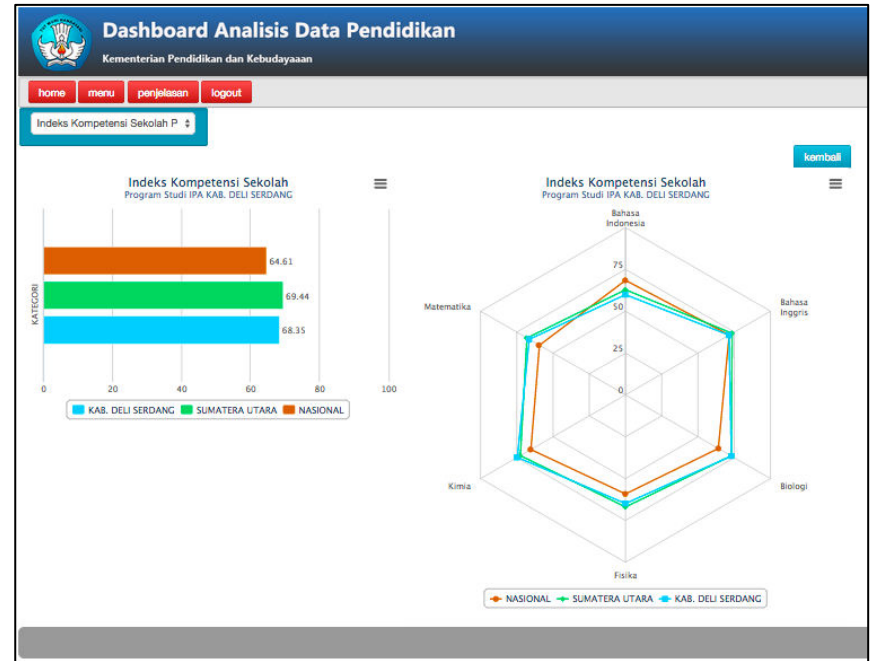 Dashboard Analisis Data Pendidikan
Kementerian Pendidikan dan Kebudayaaan
home menu penjelasan logout
Indeks Kompetensi Sekolah P
kembali
Indeks Kompetensi Sekolah
Program Studi IPA KAB. DELI SERDANG
KATEGORI
64.61
69.44
68.35
0 20 40 60 80 100
KAB. DELI SERDANG SUMATERA UTARA NASIONAL
Indeks Kompetensi Sekolah
Program Studi IPA KAB. DELI SERDANG
Bahasa
Indonesia
75
Matematika
50
Bahasa
Inggris
25
0
Kimia
Biologi
Fisika
NASIONAL SUMATERA UTARA KAB. DELI SERDANG